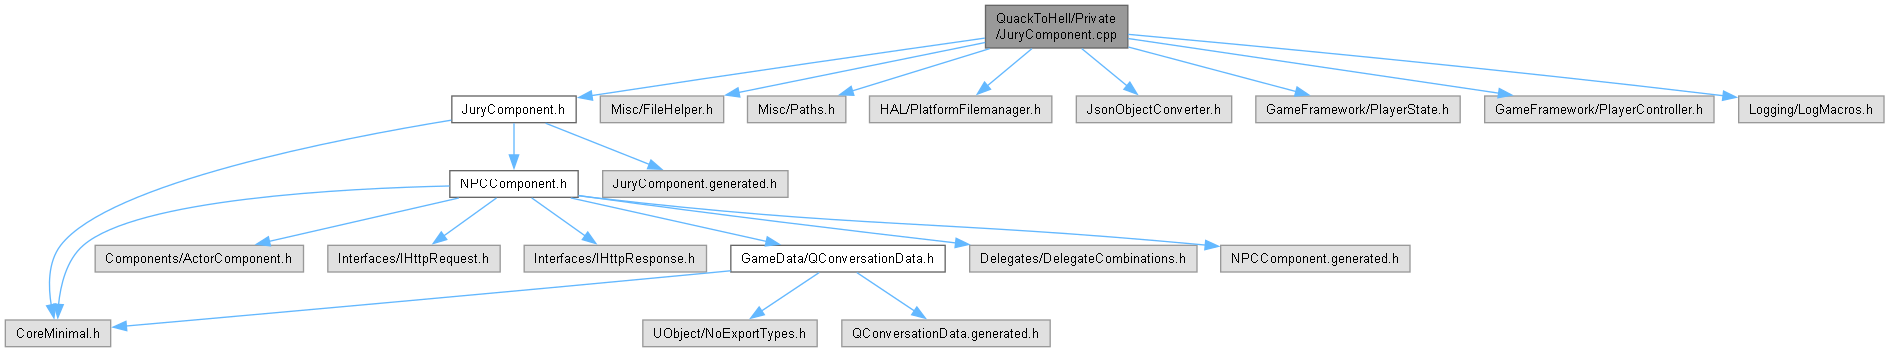 QuackToHell/Private
/JuryComponent.cpp
JuryComponent.h
Misc/FileHelper.h
Misc/Paths.h
HAL/PlatformFilemanager.h
JsonObjectConverter.h
GameFramework/PlayerState.h
GameFramework/PlayerController.h
Logging/LogMacros.h
NPCComponent.h
JuryComponent.generated.h
Components/ActorComponent.h
Interfaces/IHttpRequest.h
Interfaces/IHttpResponse.h
GameData/QConversationData.h
Delegates/DelegateCombinations.h
NPCComponent.generated.h
CoreMinimal.h
UObject/NoExportTypes.h
QConversationData.generated.h